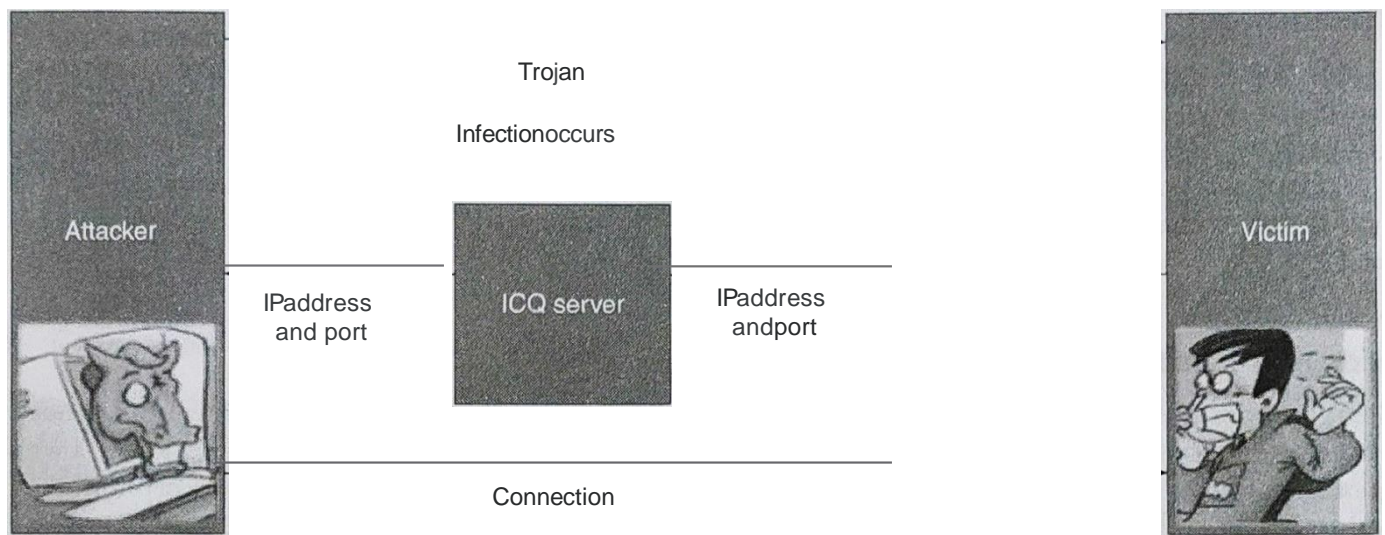 Trojan
Infectionoccurs
Attacker
Victim
IPaddress
and port
ICQ server
IPaddress
andport
Connection